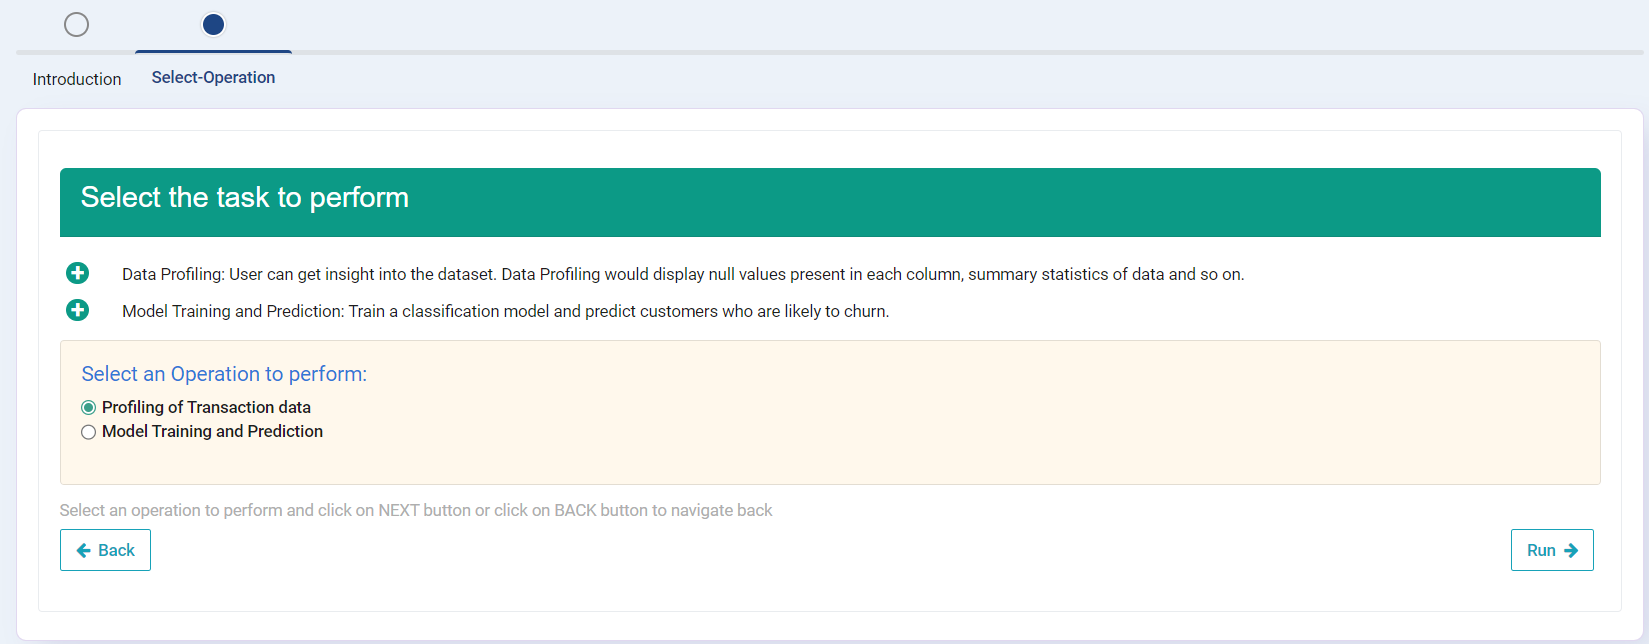 Introduction
Select-Operation
Select the task to perform
Data Profiling: User can get insight into the dataset. Data Profiling would display null values present in each column, summary statistics of data and so on.
Model Training and Prediction: Train a classification model and predict customers who are likely to churn.
Select an Operation to perform:
Profiling of Transaction data
Model Training and Prediction
Select an operation to perform and click on NEXT button or click on BACK button to navigate back
Back
Run